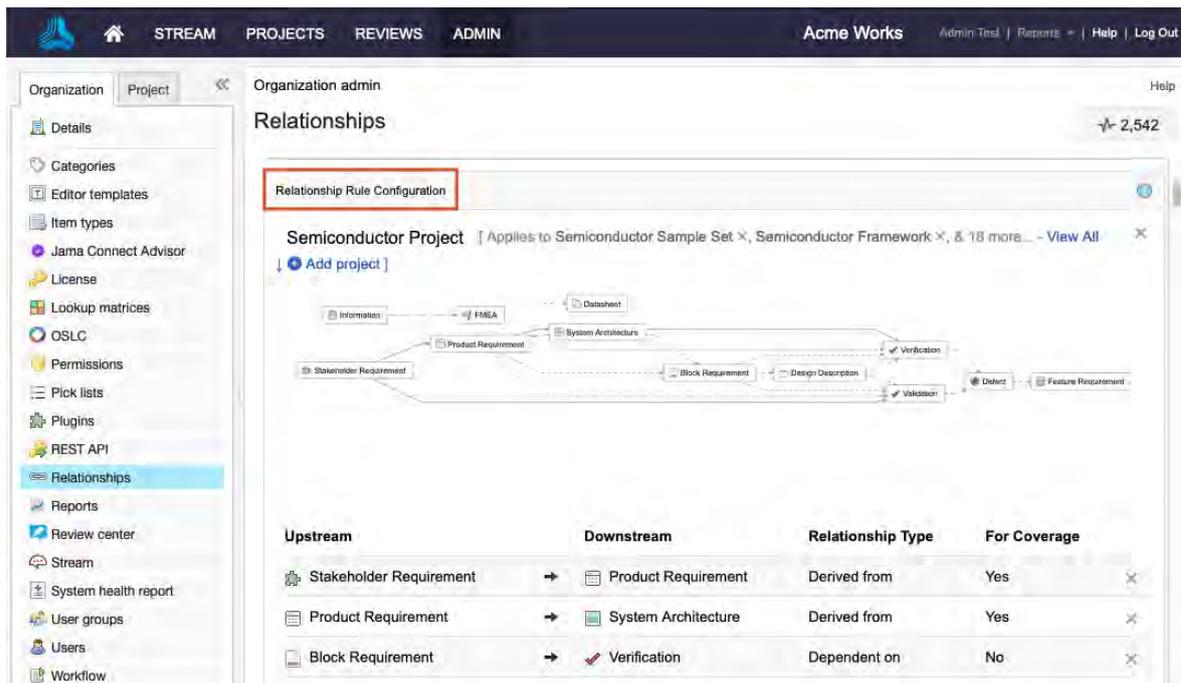 STREAM PROJECTS REVIEWS ADMIN Acme Works Admin Test | Reports | Help | Log Out
Organization Project
Organization admin Help
Relationships
2,542
Details
Categories
Editor templates
Item types
Jama Connect Advisor
License
Lookup matrices
OSLC
Permissions
Pick lists
Plugins
REST API
Relationships
Reports
Review center
Stream
System health report
User groups
Users
Workflow
Relationship Rule Configuration
Semiconductor Project [ Applies to Semiconductor Sample Set ×, Semiconductor Framework ×, & 18 more... - View All
↓ Add project ]
Datasheet
Information FMEA
System Architecture
Product Requirement
Verification
Stakeholder Requirement Block Requirement Design Description
Defect Feature Requirement
Validation
Upstream Downstream Relationship Type For Coverage
Stakeholder Requirement → Product Requirement Derived from Yes
Product Requirement → System Architecture Derived from Yes
Block Requirement → Verification Dependent on No